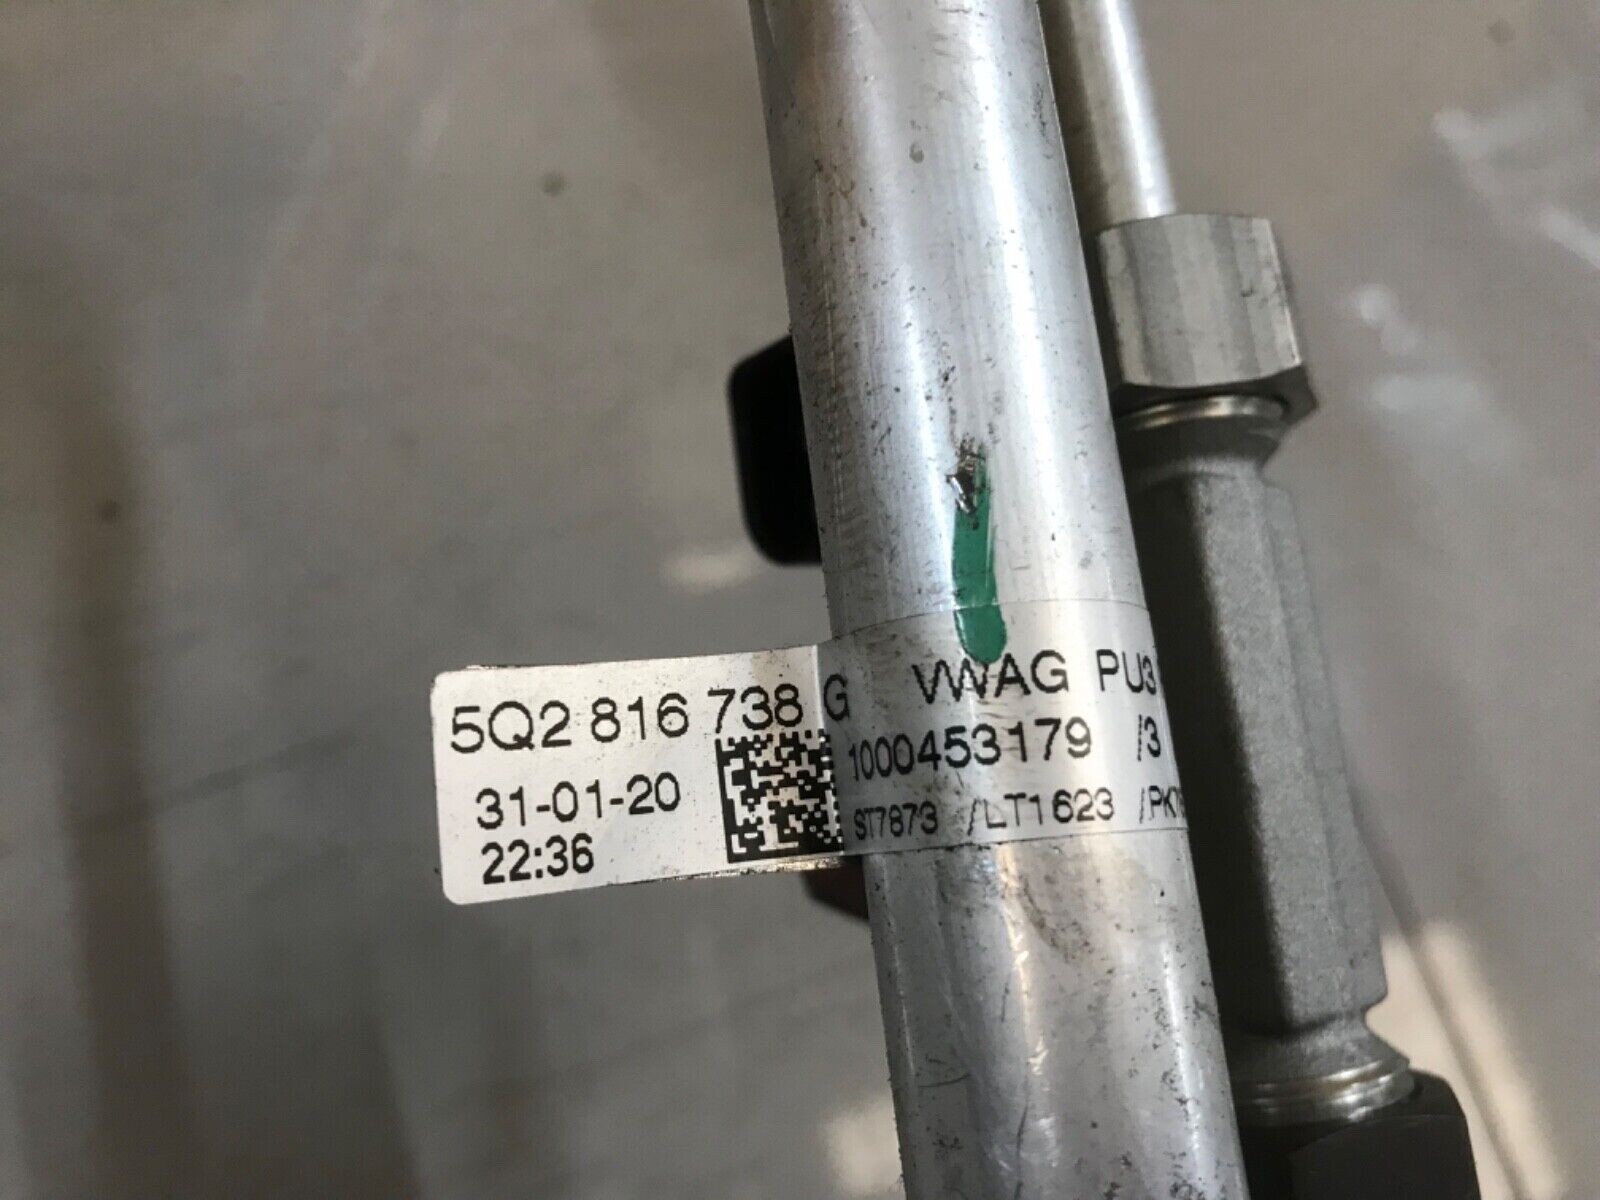 5Q2 816 738 G VWAG PU3
31-01-20 1000453179 /3
22:36 ST7873 /LT1623